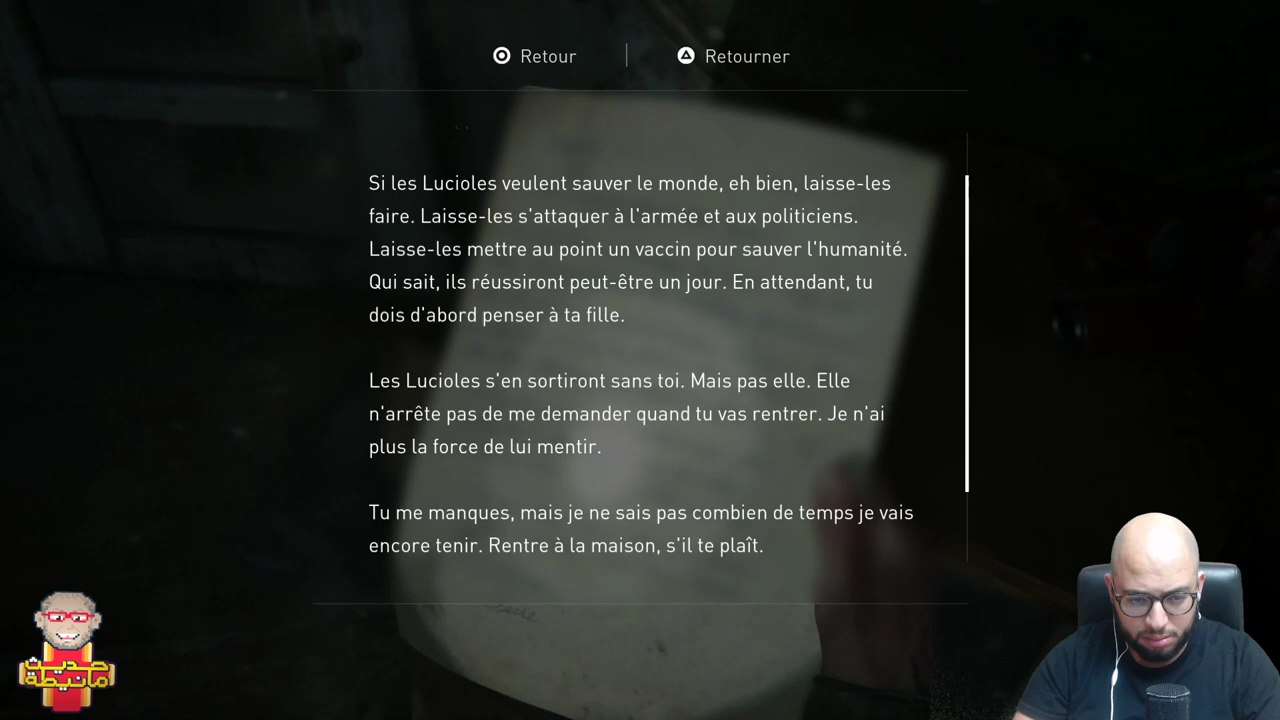 Retour
Retourner
Si les Lucioles veulent sauver le monde, eh bien, laisse-les
faire. Laisse-les s'attaquer à l'armée et aux politiciens.
Laisse-les mettre au point un vaccin pour sauver l'humanité.
Qui sait, ils réussiront peut-être un jour. En attendant, tu
dois d'abord penser à ta fille.
Les Lucioles s'en sortiront sans toi. Mais pas elle. Elle
n'arrête pas de me demander quand tu vas rentrer. Je n'ai
plus la force de lui mentir.
Tu me manques, mais je ne sais pas combien de temps je vais
encore tenir. Rentre à la maison, s'il te plaît.
مانيطة